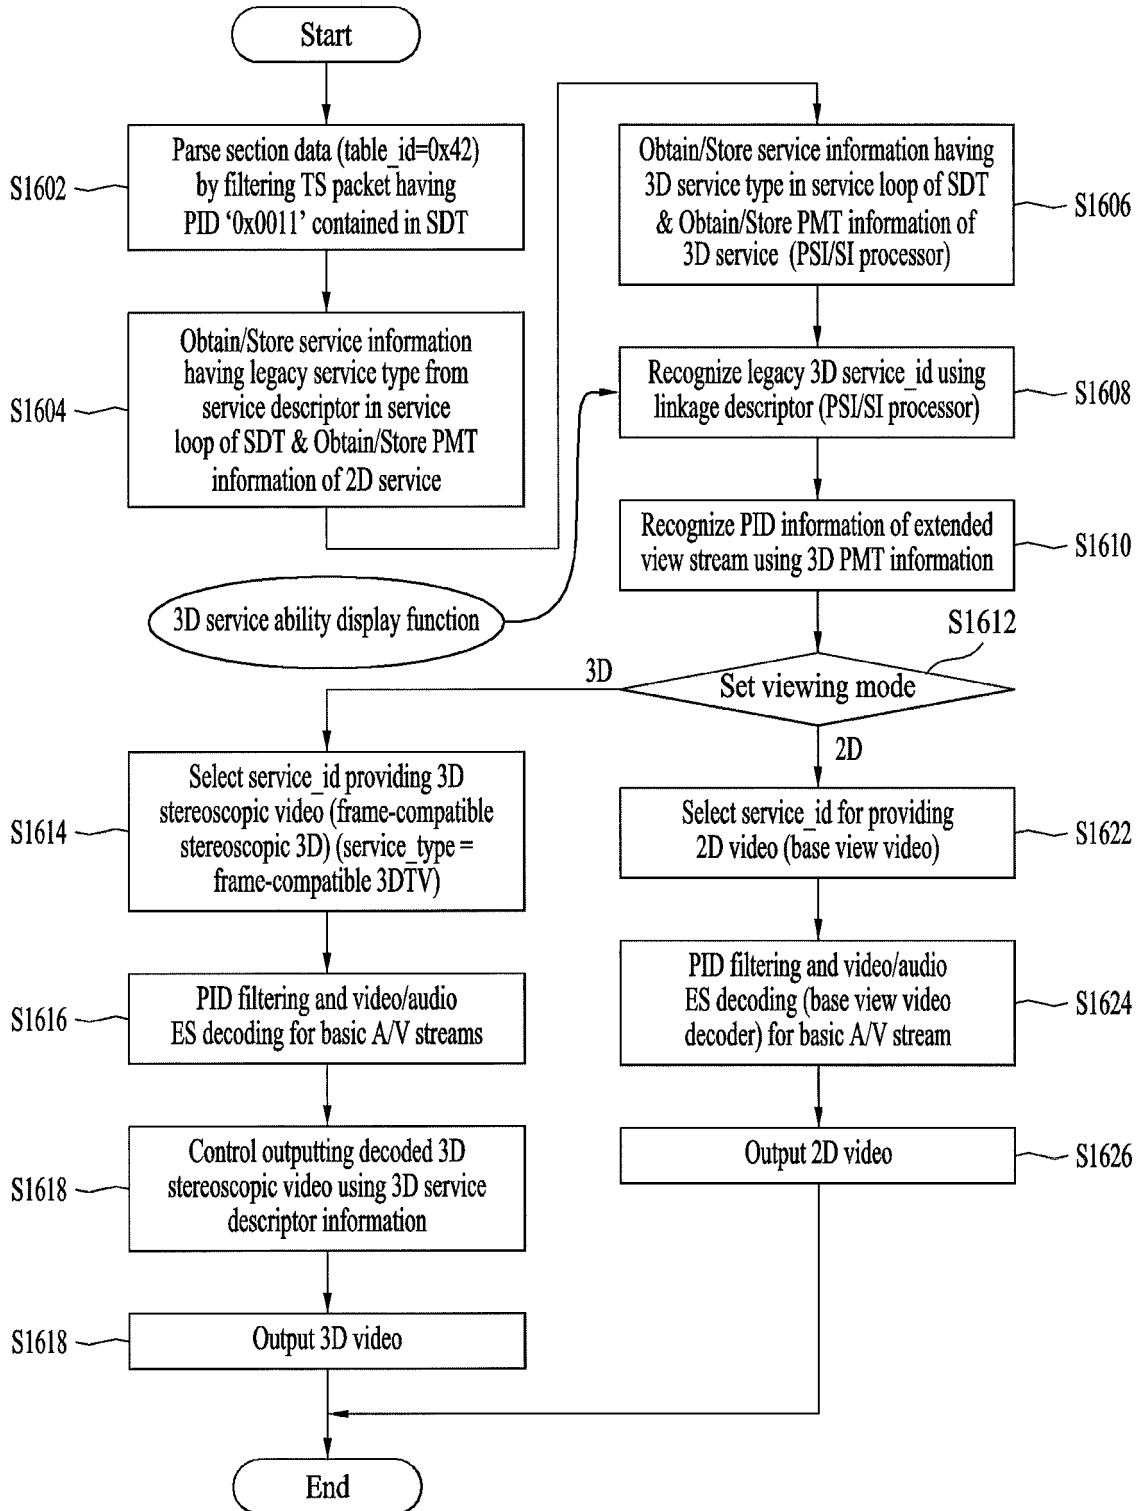 Start
S1602
Parse section data (table_id=0x42)
by filtering TS packet having
PID ‘0x0011’ contained in SDT
S1604
Obtain/Store service information
having legacy service type from
service descriptor in service
loop of SDT & Obtain/Store PMT
information of 2D service
Obtain/Store service information having
3D service type in service loop of SDT
& Obtain/Store PMT information of
3D service (PSI/SI processor)
S1606
Recognize legacy 3D service_id using
linkage descriptor (PSI/SI processor)
S1608
3D service ability display function
Recognize PID information of extended
view stream using 3D PMT information
S1610
S1612
Set viewing mode
3D
2D
S1614
Select service_id providing 3D
stereoscopic video (frame-compatible
stereoscopic 3D) (service_type =
frame-compatible 3DTV)
S1616
PID filtering and video/audio
ES decoding for basic A/V streams
S1618
Control outputting decoded 3D
stereoscopic video using 3D service
descriptor information
S1618
Output 3D video
Select service_id for providing
2D video (base view video)
S1622
PID filtering and video/audio
ES decoding (base view video
decoder) for basic A/V stream
S1624
Output 2D video
S1626
End